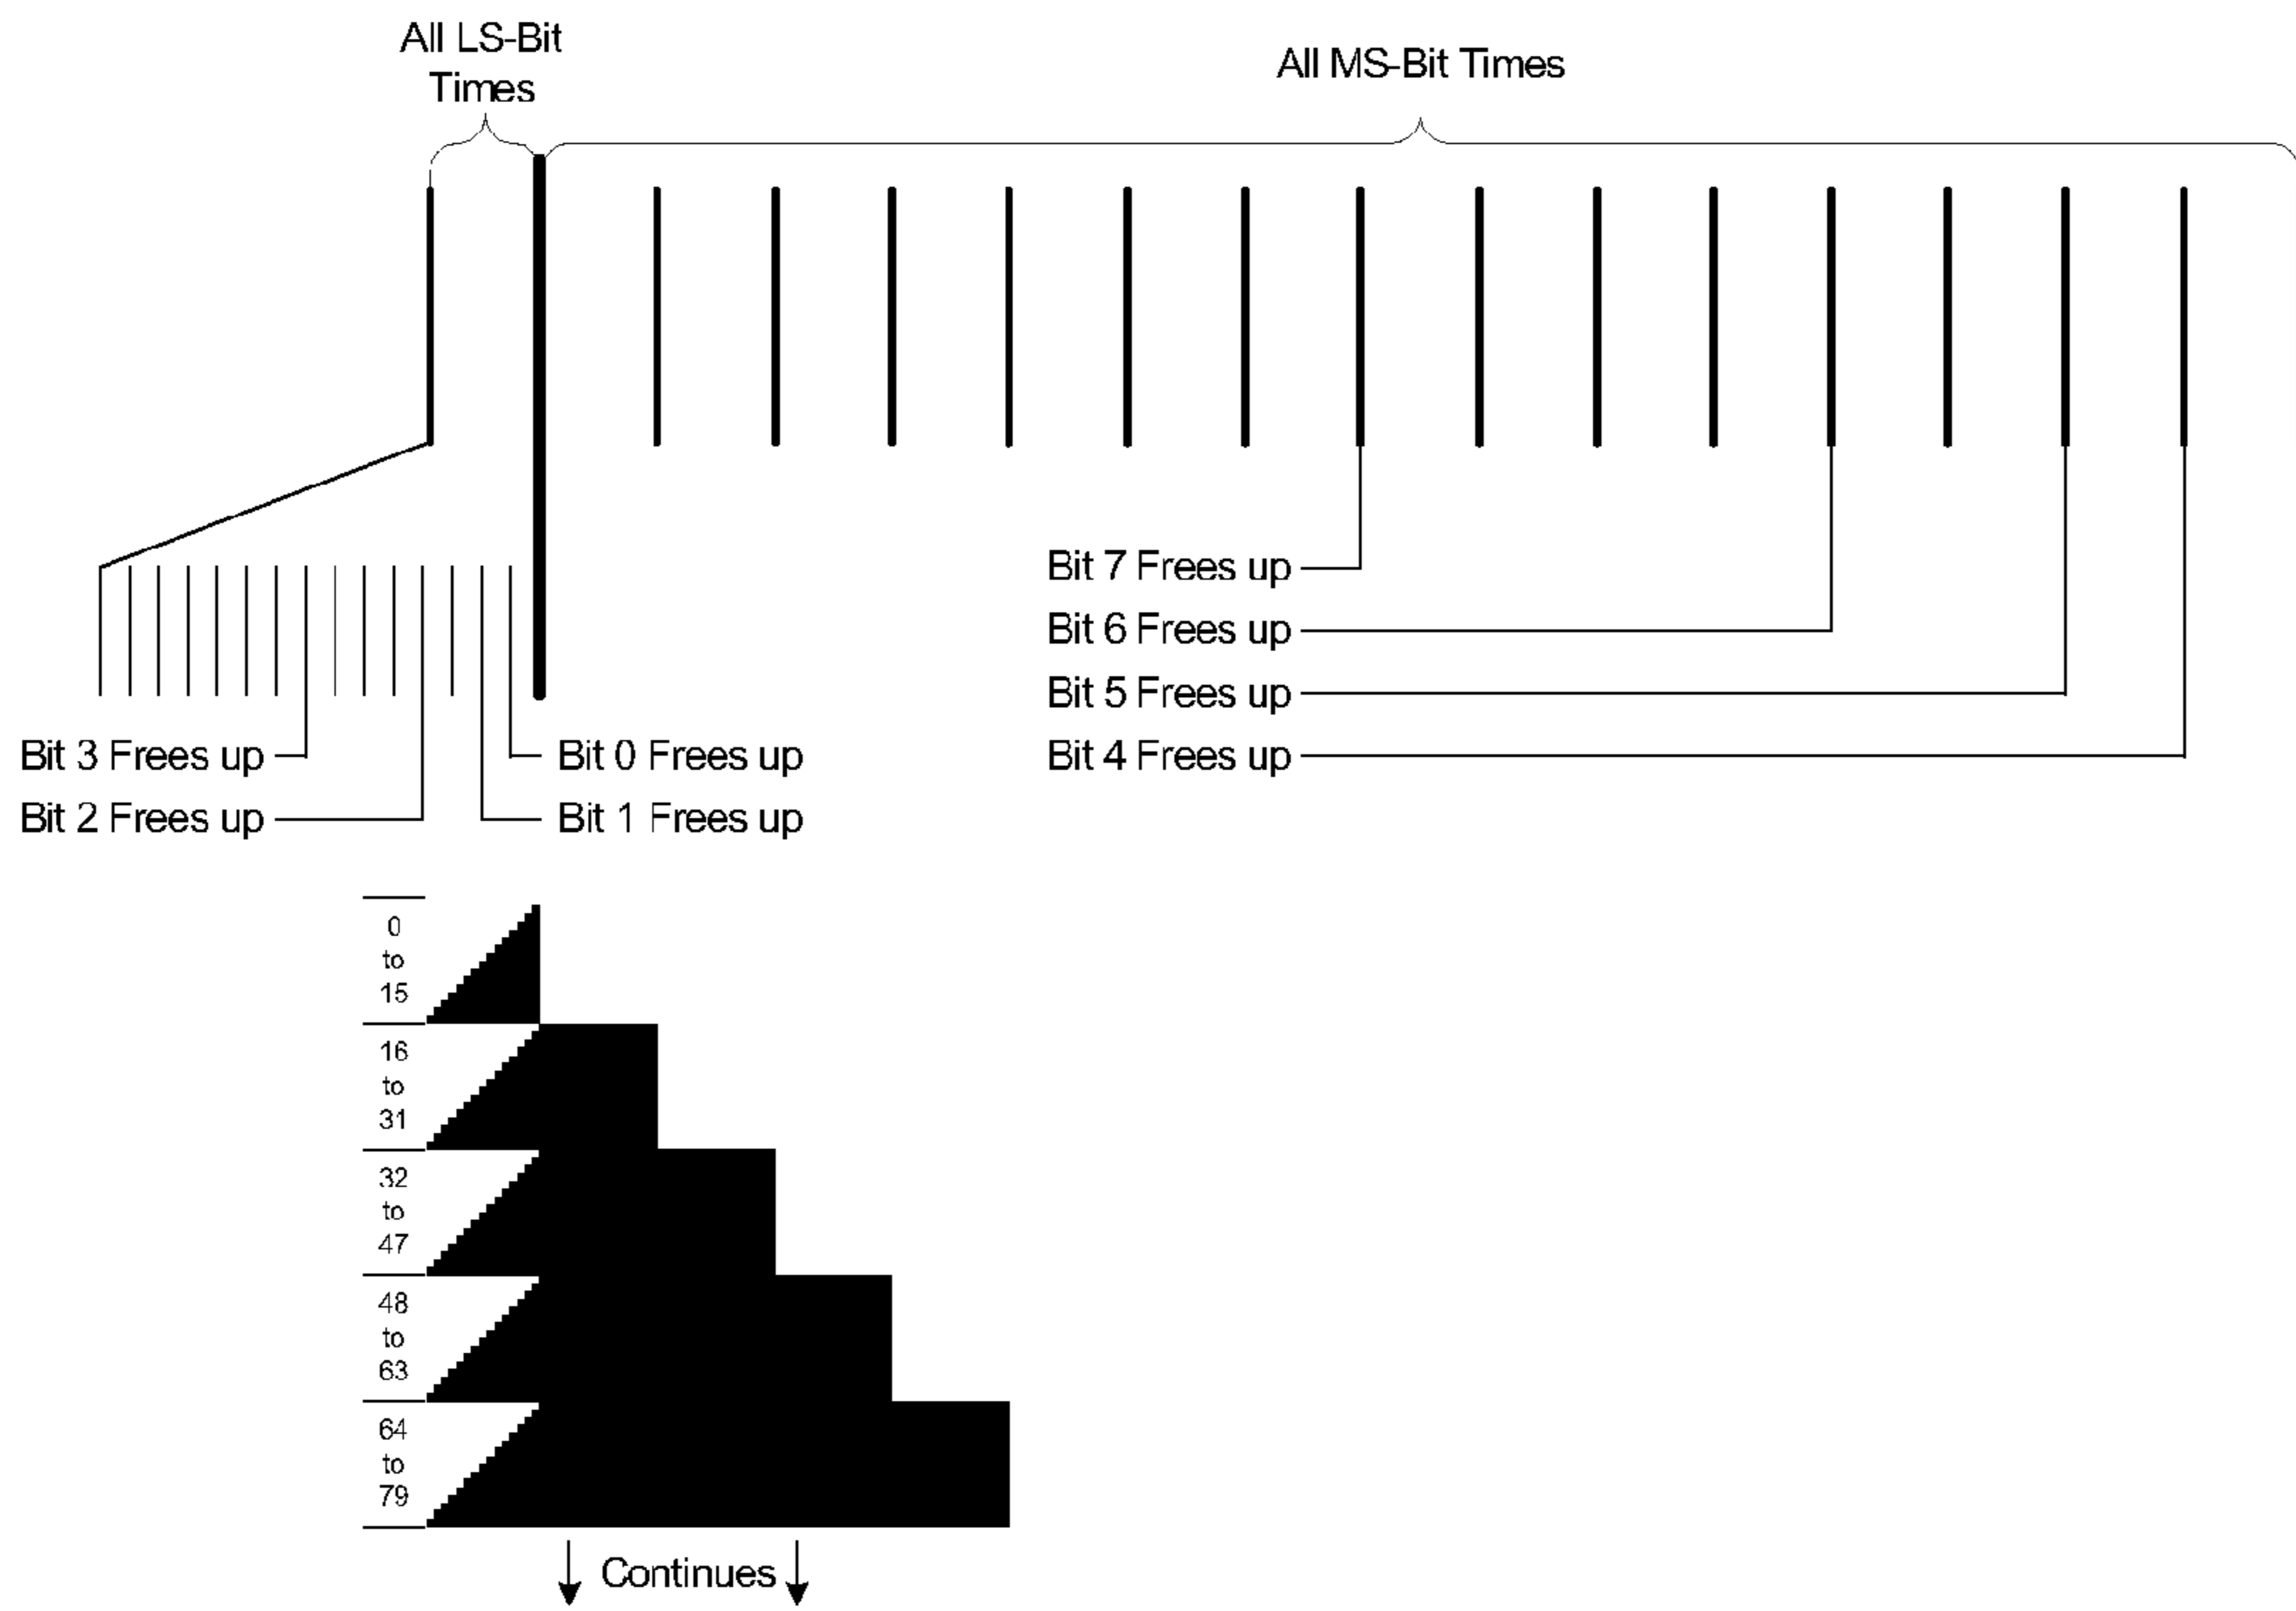 All LS-Bit
Times
All MS-Bit Times
Bit 7 Frees up
Bit 6 Frees up
Bit 5 Frees up
Bit 4 Frees up
Bit 3 Frees up
Bit 0 Frees up
Bit 2 Frees up
Bit 1 Frees up
0
to
15
16
to
31
32
to
47
48
to
63
64
to
79
Continues